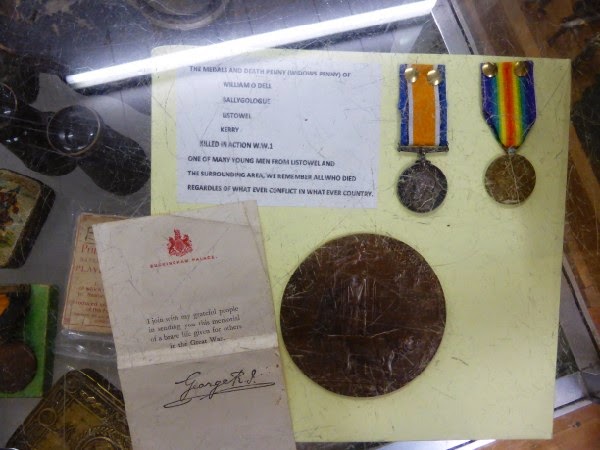 THE MEDALS AND DEATH PENNY (WIDOWS PENNY) OF
WILLIAM O DELL
BALLYGOLOGUE
LISTOWEL
KERRY
KILLED IN ACTION W.W.1
ONE OF MANY YOUNG MEN FROM LISTOWEL AND
THE SURROUNDING AREA, WE REMEMBER ALL WHO DIED
REGARDLES OF WHAT EVER CONFLICT IN WHAT EVER COUNTRY.
BUCKINGHAM PALACE.
I join with my grateful people
in sending you this memorial
of a brave life given for others
in the Great War.
George R.I.